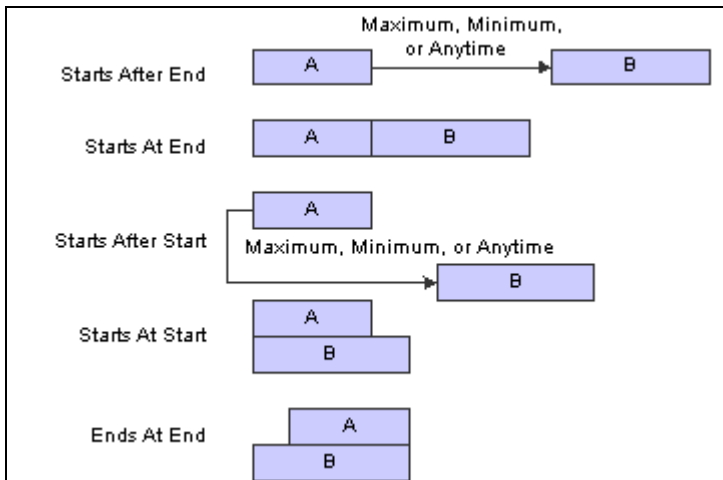 Maximum, Minimum,
or Anytime
Starts After End
A
B
Starts At End
A
B
A
Starts After Start
Maximum, Minimum, or Anytime
B
Starts At Start
A
B
Ends At End
A
B